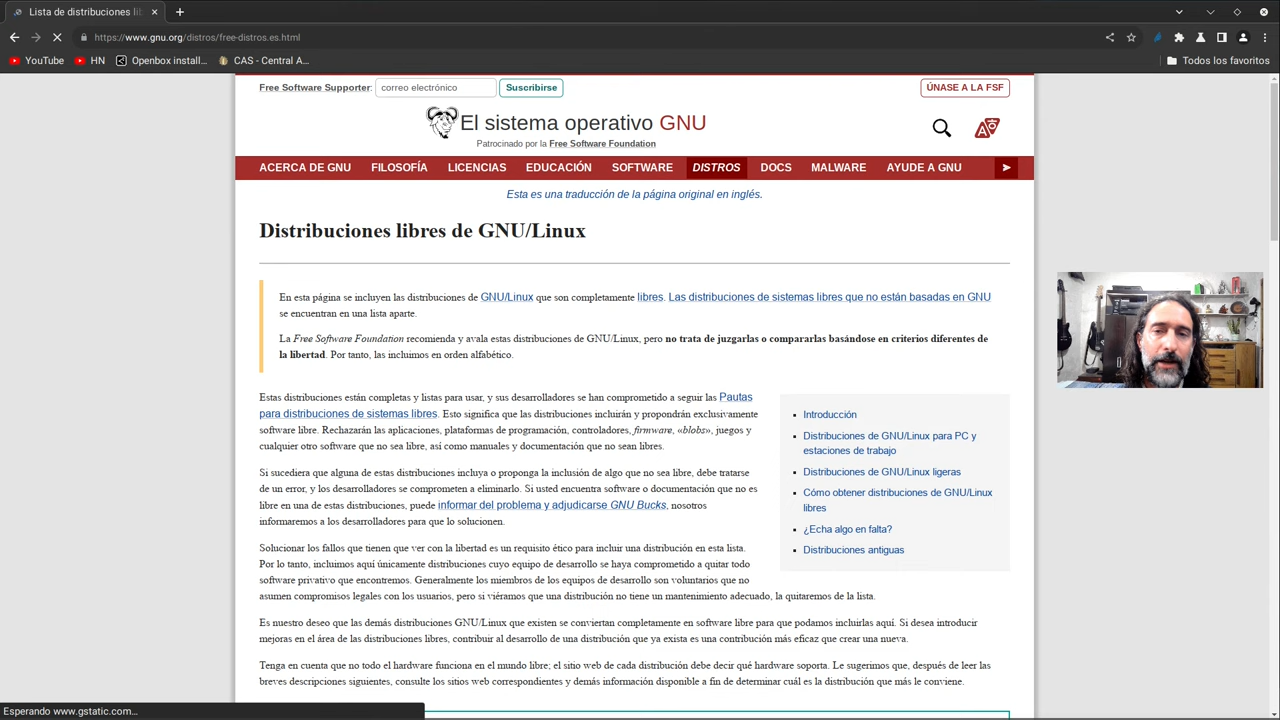 Lista de distribuciones lib
https://www.gnu.org/distros/free-distros.es.html
YouTube
HN
Openbox install...
CAS - Central A...
Todos los favoritos
Free Software Supporter:
correo electrónico
Suscribirse
ÚNASE A LA FSF
El sistema operativo GNU
Patrocinado por la Free Software Foundation
ACERCA DE GNU FILOSOFÍA LICENCIAS EDUCACIÓN SOFTWARE DISTROS DOCS MALWARE AYUDE A GNU
Esta es una traducción de la página original en inglés.
Distribuciones libres de GNU/Linux
En esta página se incluyen las distribuciones de GNU/Linux que son completamente libres. Las distribuciones de sistemas libres que no están basadas en GNU
se encuentran en una lista aparte.
La Free Software Foundation recomienda y avala estas distribuciones de GNU/Linux, pero no trata de juzgarlas o compararlas basándose en criterios diferentes de
la libertad. Por tanto, las incluimos en orden alfabético.
Estas distribuciones están completas y listas para usar, y sus desarrolladores se han comprometido a seguir las Pautas
para distribuciones de sistemas libres. Esto significa que las distribuciones incluirán y propondrán exclusivamente
software libre. Rechazarán las aplicaciones, plataformas de programación, controladores, firmware, «blobs», juegos y
cualquier otro software que no sea libre, así como manuales y documentación que no sean libres.
Si sucediera que alguna de estas distribuciones incluya o proponga la inclusión de algo que no sea libre, debe tratarse
de un error, y los desarrolladores se comprometen a eliminarlo. Si usted encuentra software o documentación que no es
libre en una de estas distribuciones, puede informar del problema y adjudicarse GNU Bucks, nosotros
informaremos a los desarrolladores para que lo solucionen.
Solucionar los fallos que tienen que ver con la libertad es un requisito ético para incluir una distribución en esta lista.
Por lo tanto, incluimos aquí únicamente distribuciones cuyo equipo de desarrollo se haya comprometido a quitar todo
software privativo que encontremos. Generalmente los miembros de los equipos de desarrollo son voluntarios que no
asumen compromisos legales con los usuarios, pero si viéramos que una distribución no tiene un mantenimiento adecuado, la quitaremos de la lista.
Es nuestro deseo que las demás distribuciones GNU/Linux que existen se conviertan completamente en software libre para que podamos incluirlas aquí. Si desea introducir
mejoras en el área de las distribuciones libres, contribuir al desarrollo de una distribución que ya exista es una contribución más eficaz que crear una nueva.
Tenga en cuenta que no todo el hardware funciona en el mundo libre; el sitio web de cada distribución debe decir qué hardware soporta. Le sugerimos que, después de leer las
breves descripciones siguientes, consulte los sitios web correspondientes y demás información disponible a fin de determinar cuál es la distribución que más le conviene.
Introducción
Distribuciones de GNU/Linux para PC y
estaciones de trabajo
Distribuciones de GNU/Linux ligeras
Cómo obtener distribuciones de GNU/Linux
libres
¿Echa algo en falta?
Distribuciones antiguas
Esperando www.gstatic.com...